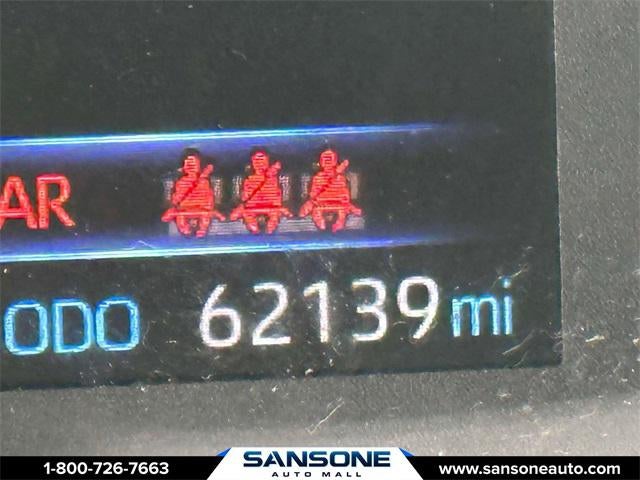 AR
ODO 62139 mi
1-800-726-7663 SANSONE www.sansoneauto.com
AUTO MALL